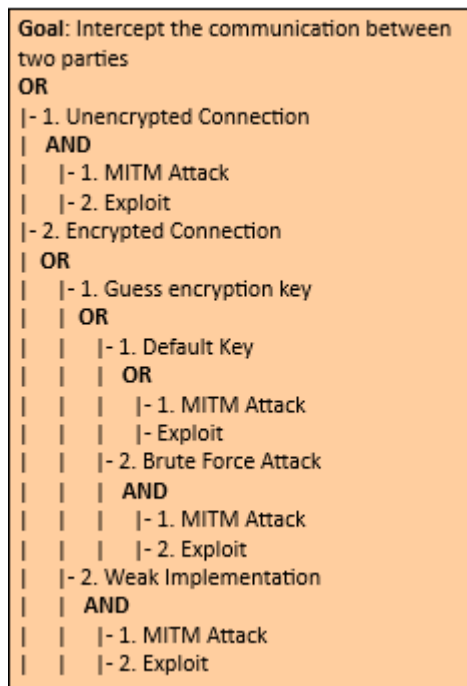 Goal: Intercept the communication between
two parties
OR
|- 1. Unencrypted Connection
|  AND
|    |- 1. MITM Attack
|    |- 2. Exploit
|- 2. Encrypted Connection
|  OR
|    |- 1. Guess encryption key
|    |  OR
|    |    |- 1. Default Key
|    |    |  OR
|    |    |    |- 1. MITM Attack
|    |    |    |- Exploit
|    |    |- 2. Brute Force Attack
|    |    |  AND
|    |    |    |- 1. MITM Attack
|    |    |    |- 2. Exploit
|    |- 2. Weak Implementation
|    |  AND
|    |    |- 1. MITM Attack
|    |    |- 2. Exploit